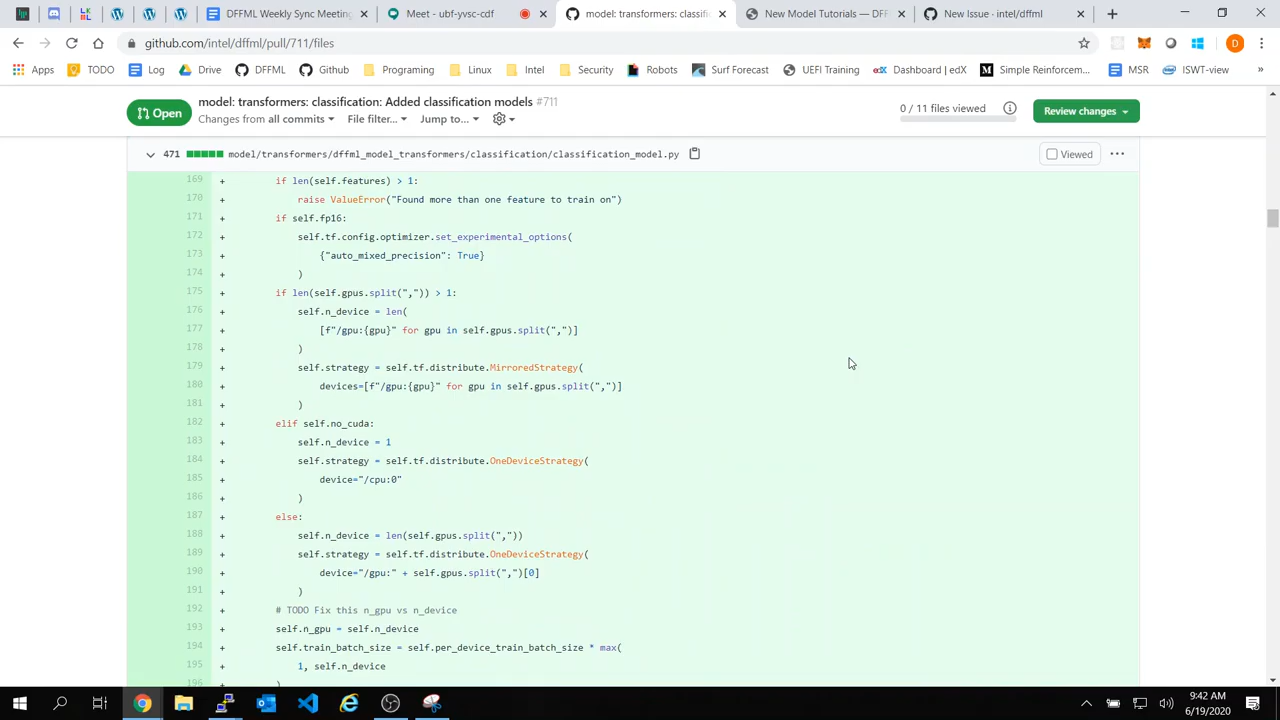 DFFML Weekly Sync Meeting
Meet - ubf-yvsc-cdf
model: transformers: classific
New Model Tutorials — DFF
New Issue · intel/dffml
github.com/intel/dffml/pull/711/files
D
Apps
TODO
Log
Drive
DFFML
Github
Programming
Linux
Intel
Security
Robots
Surf Forecast
UEFI Training
edX
Dashboard | edX
Simple Reinforcem...
MSR
ISWT-view
»
Open
model: transformers: classification: Added classification models #711
Changes from all commits
File filter...
Jump to...
0 / 11 files viewed
Review changes
471
model/transformers/dffml_model_transformers/classification/classification_model.py
Viewed
169 + if len(self.features) > 1:
170 + raise ValueError("Found more than one feature to train on")
171 + if self.fp16:
172 + self.tf.config.optimizer.set_experimental_options(
173 + {"auto_mixed_precision": True}
174 + )
175 + if len(self.gpus.split(",")) > 1:
176 + self.n_device = len(
177 + [f"/gpu:{gpu}" for gpu in self.gpus.split(",")]
178 + )
179 + self.strategy = self.tf.distribute.MirroredStrategy(
180 + devices=[f"/gpu:{gpu}" for gpu in self.gpus.split(",")]
181 + )
182 + elif self.no_cuda:
183 + self.n_device = 1
184 + self.strategy = self.tf.distribute.OneDeviceStrategy(
185 + device="/cpu:0"
186 + )
187 + else:
188 + self.n_device = len(self.gpus.split(","))
189 + self.strategy = self.tf.distribute.OneDeviceStrategy(
190 + device="/gpu:" + self.gpus.split(",")[0]
191 + )
192 + # TODO Fix this n_gpu vs n_device
193 + self.n_gpu = self.n_device
194 + self.train_batch_size = self.per_device_train_batch_size * max(
195 + 1, self.n_device
196 + )
9:42 AM
6/19/2020